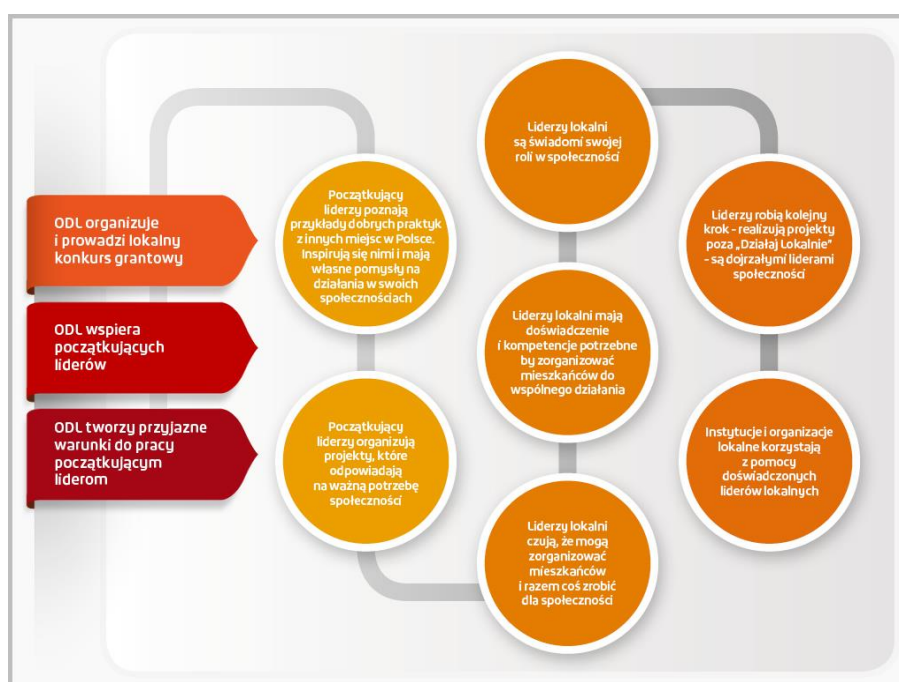 ODL organizuje
i prowadzi lokalny
konkurs grantowy
ODL wspiera
początkujących
liderów
ODL tworzy przyjazne
warunki do pracy
początkującym
liderom
Początkujący
liderzy poznają
przykłady dobrych praktyk
z innych miejsc w Polsce.
Inspirują się nimi i mają
własne pomysły na
działania w swoich
społecznościach
Początkujący
liderzy organizują
projekty, które
odpowiadają
na ważną potrzebę
społeczności
Liderzy lokalni
czują, że mogą
zorganizować
mieszkańców
i razem coś zrobić
dla społeczności
Liderzy lokalni mają
doświadczenie
i kompetencje potrzebne
by zorganizować
mieszkańców do
wspólnego działania
Liderzy lokalni
są świadomi swojej
roli w społeczności
Liderzy robią kolejny
krok - realizują projekty
poza „Działaj Lokalnie”
- są dojrzałymi liderami
społeczności
Instytucje i organizacje
lokalne korzystają
z pomocy
doświadczonych
liderów lokalnych